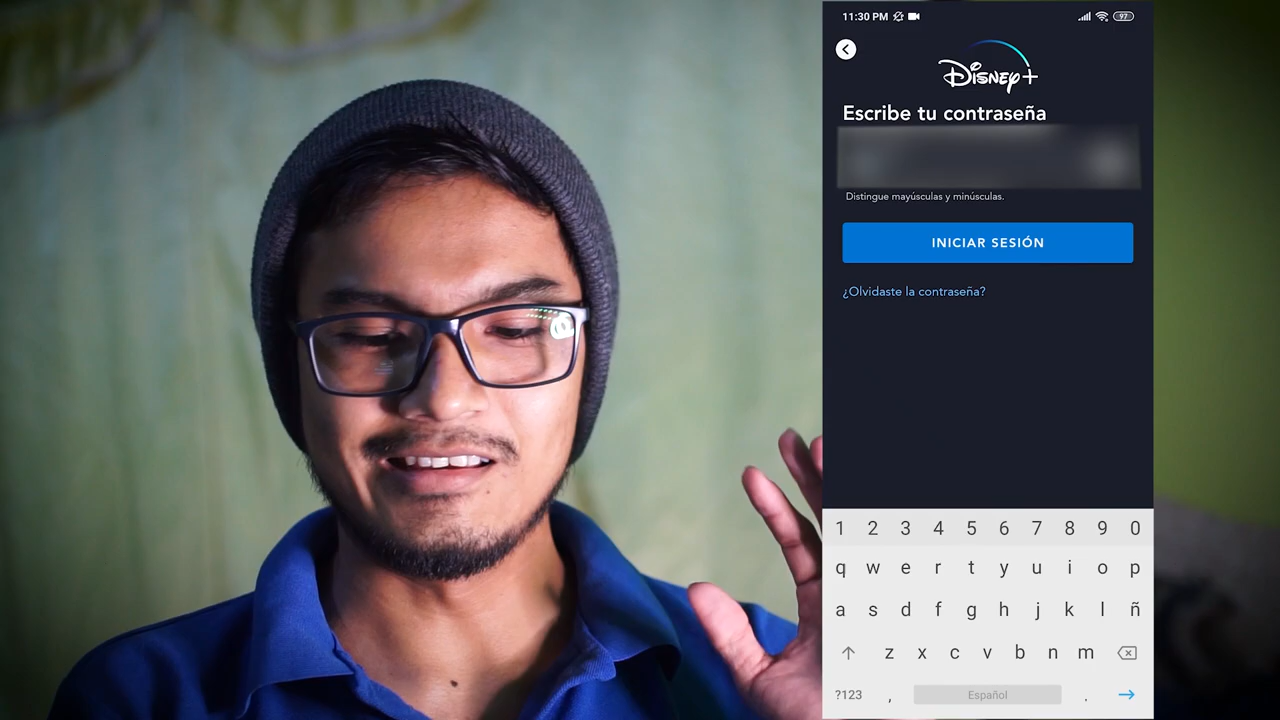 11:30 PM
97
Disney+
Escribe tu contraseña
Distingue mayúsculas y minúsculas.
INICIAR SESIÓN
¿Olvidaste la contraseña?
1 2 3 4 5 6 7 8 9 0
q w e r t y u i o p
a s d f g h j k l ñ
z x c v b n m
?123 , Español .